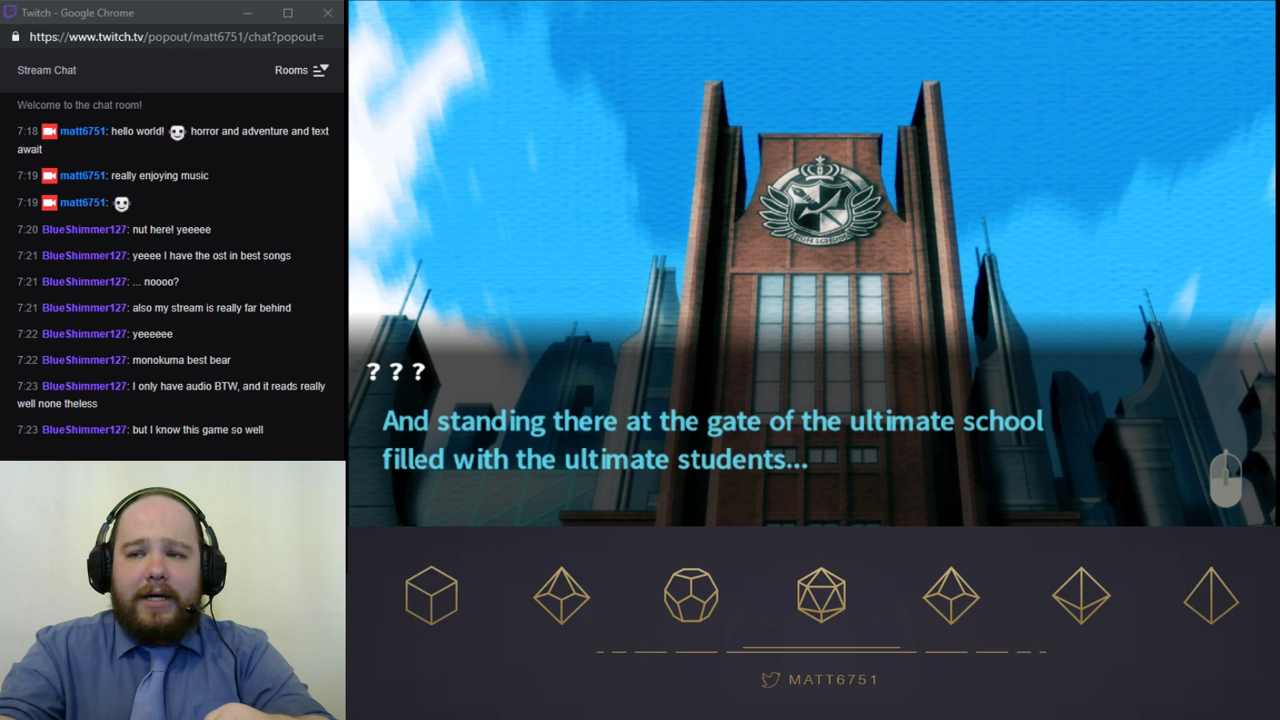 Twitch - Google Chrome
https://www.twitch.tv/popout/matt6751/chat?popout=
Stream Chat
Rooms
Welcome to the chat room!
7:18 matt6751: hello world! horror and adventure and text
await
7:19 matt6751: really enjoying music
7:19 matt6751:
7:20 BlueShimmer127: nut here! yeeeee
7:21 BlueShimmer127: yeeee I have the ost in best songs
7:21 BlueShimmer127: ... noooo?
7:21 BlueShimmer127: also my stream is really far behind
7:22 BlueShimmer127: yeeeeee
7:22 BlueShimmer127: monokuma best bear
7:23 BlueShimmer127: I only have audio BTW, and it reads really
well none theless
7:23 BlueShimmer127: but I know this game so well
HIGH SCHOOL
? ? ?
And standing there at the gate of the ultimate school
filled with the ultimate students...
MATT6751